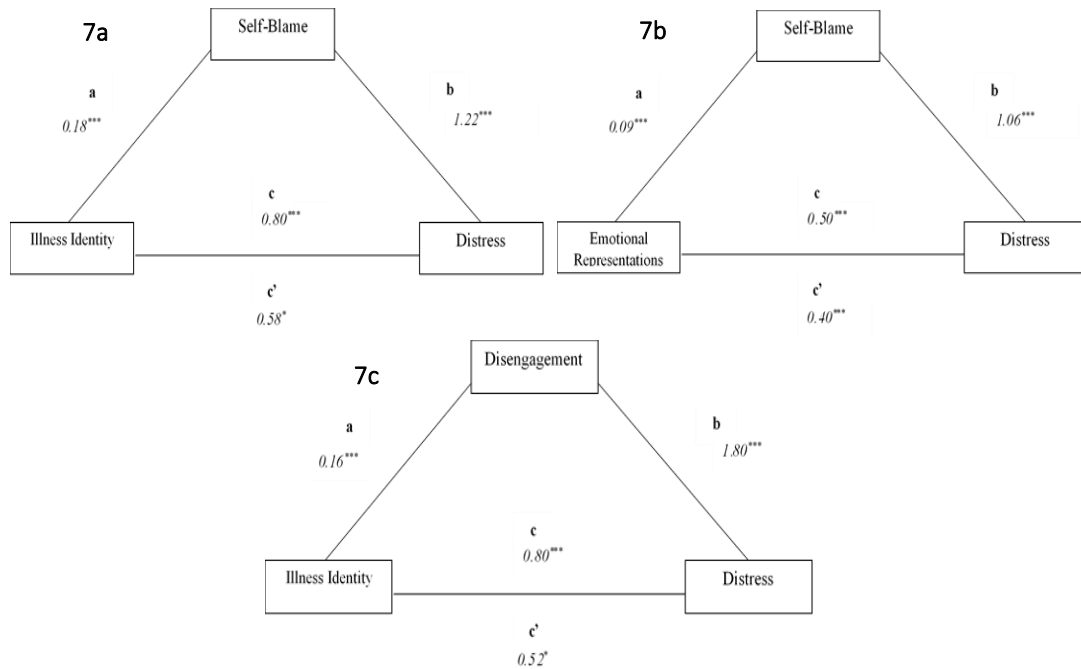 7a
Self-Blame
a
0.18***
b
1.22***
c
0.80***
Illness Identity
Distress
c’
0.58*
7b
Self-Blame
a
0.09***
b
1.06***
c
0.50***
Emotional
Representations
Distress
c’
0.40***
7c
Disengagement
a
0.16***
b
1.80***
c
0.80***
Illness Identity
Distress
c’
0.52*